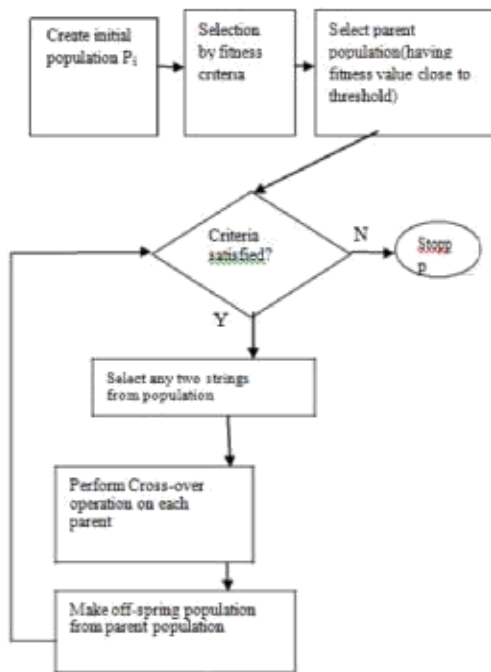 Create initial
population P₁
Selection
by fitness
criteria
Select parent
population(having
fitness value close to
threshold)
Criteria
satisfied?
N
Stopp
p
Y
Select any two strings
from population
Perform Cross-over
operation on each
parent
Make off-spring population
from parent population